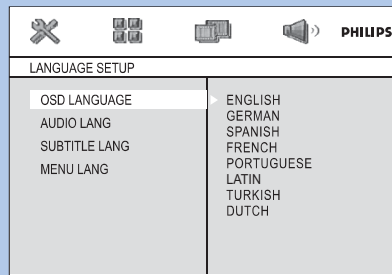 PHILIPS
LANGUAGE SETUP
OSD LANGUAGE
AUDIO LANG
SUBTITLE LANG
MENU LANG
ENGLISH
GERMAN
SPANISH
FRENCH
PORTUGUESE
LATIN
TURKISH
DUTCH